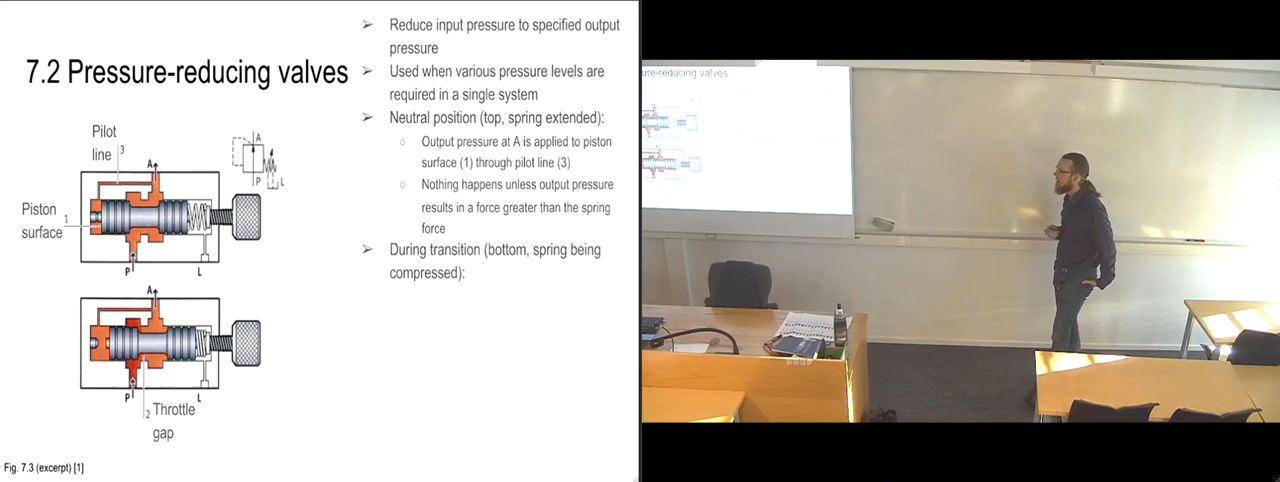 7.2 Pressure-reducing valves
Pilot
line
3
A
Piston
surface
1
P
L
A
P
L
A
P
L
2
Throttle
gap
Fig. 7.3 (excerpt) [1]
➢ Reduce input pressure to specified output
pressure
➢ Used when various pressure levels are
required in a single system
➢ Neutral position (top, spring extended):
○ Output pressure at A is applied to piston
surface (1) through pilot line (3)
○ Nothing happens unless output pressure
results in a force greater than the spring
force
➢ During transition (bottom, spring being
compressed):
ure-reducing valves